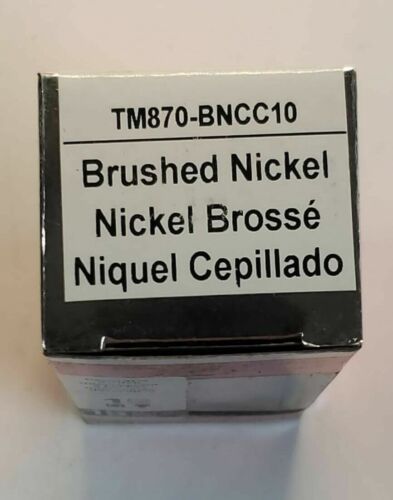 TM870-BNCC10
Brushed Nickel
Nickel Brossé
Niquel Cepillado